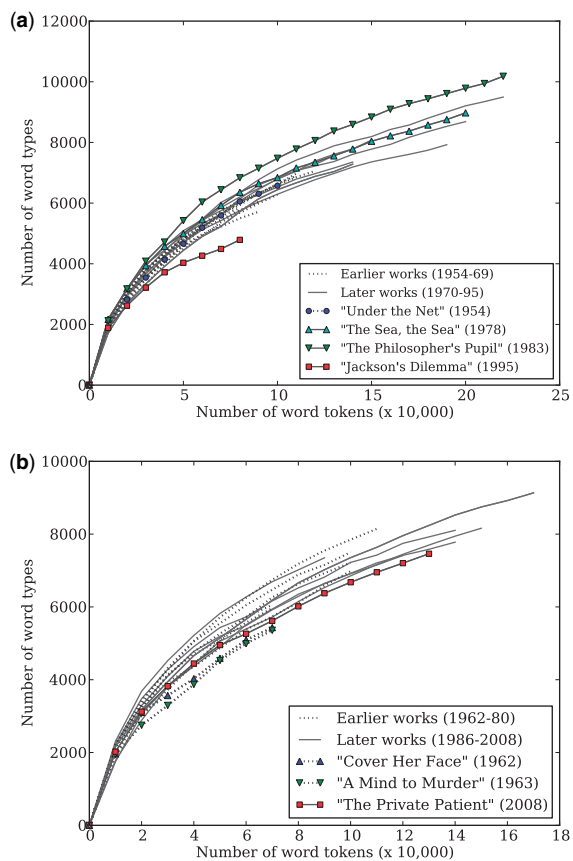 (a)
12000
10000
8000
6000
4000
2000
0
Number of word types
Earlier works (1954-69)
Later works (1970-95)
"Under the Net" (1954)
"The Sea, the Sea" (1978)
"The Philosopher's Pupil" (1983)
"Jackson's Dilemma" (1995)
0 5 10 15 20 25
Number of word tokens (x 10,000)
(b)
10000
8000
6000
4000
2000
0
Number of word types
Earlier works (1962-80)
Later works (1986-2008)
"Cover Her Face" (1962)
"A Mind to Murder" (1963)
"The Private Patient" (2008)
0 2 4 6 8 10 12 14 16 18
Number of word tokens (x 10,000)